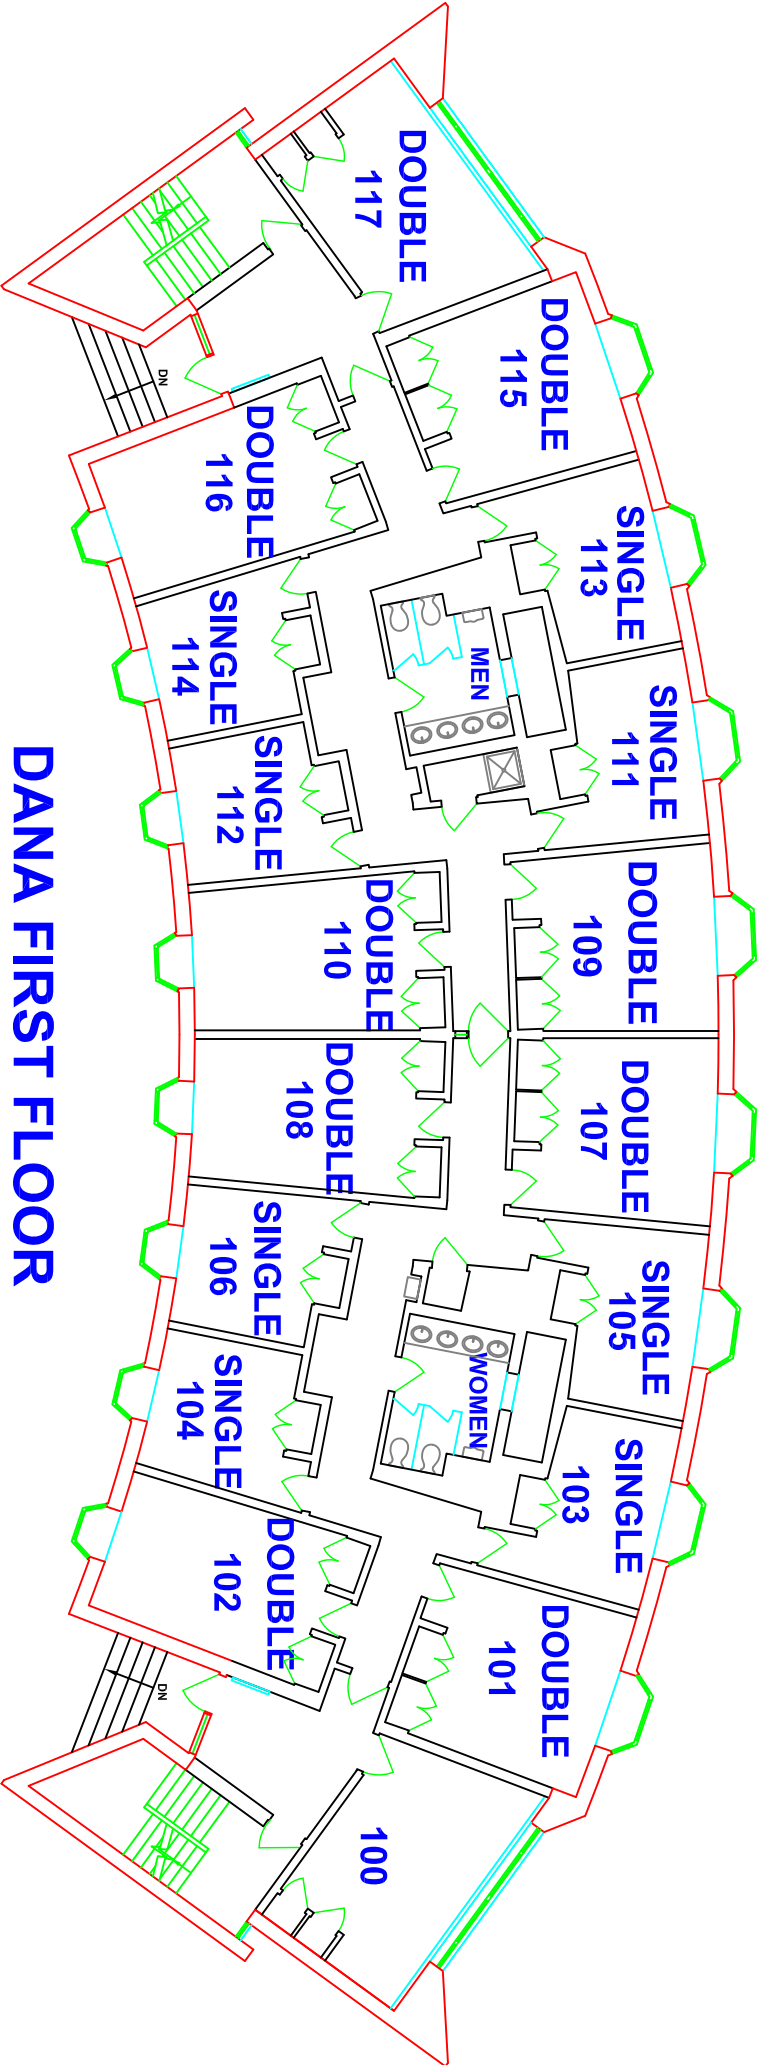 DOUBLE
117
DOUBLE
115
DN
DOUBLE
116
SINGLE
113
SINGLE
114
MEN
SINGLE
111
SINGLE
112
DOUBLE
109
DOUBLE
110
DOUBLE
107
DOUBLE
108
SINGLE
105
SINGLE
106
WOMEN
SINGLE
103
SINGLE
104
DOUBLE
101
DOUBLE
102
DN
100
DANA FIRST FLOOR